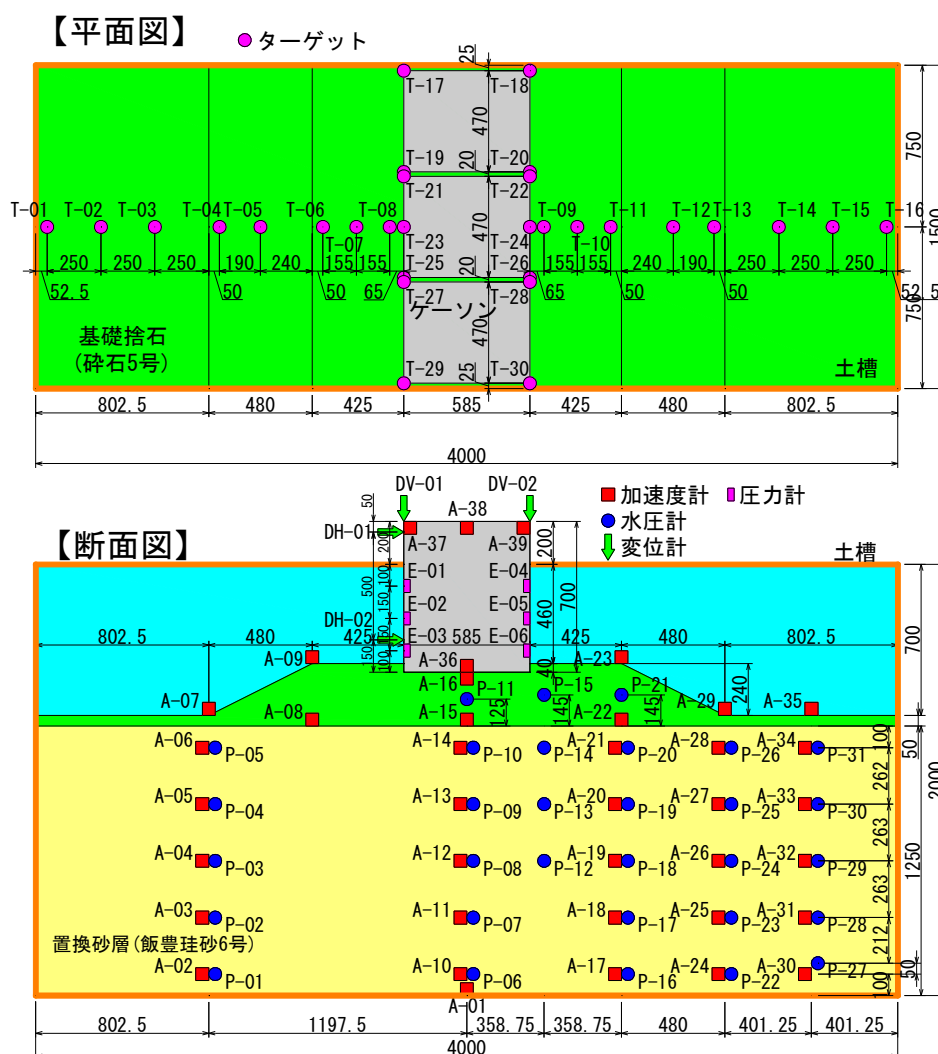 【平面図】
ターゲット
25
T-17 T-18
470
750
T-19 T-20
20
T-21 T-22
T-01 T-02 T-03 T-04 T-05 T-06 T-08 T-09 T-11 T-12 T-13 T-14 T-15 T-16
470
1500
T-07 T-23 T-24 T-10
T-25 T-26
250 250 250 190 240 155 155 20 155 155 240 190 250 250 250
52.5 50 50 65 T-27 T-28 65 50 50 52.5
ケーソン
基礎捨石
(砕石5号)
470
750
土槽
T-29 T-30
25
802.5 480 425 585 425 480 802.5
4000
DV-01 DV-02
加速度計 圧力計
水圧計
変位計
50
A-38
【断面図】
DH-01
200
A-37 A-39
200
土槽
E-01 E-04
100
500
150
460
700
E-02 E-05
DH-02
150
802.5 480 425 E-03 585 E-06 425 480 802.5
700
150
100
A-09 A-36 40 A-23
240
A-16
P-11 P-15 P-21
A-07 A-29 A-35
125 145 145
A-08 A-15 A-22
A-06 P-05 A-14 P-10 P-14 A-21 P-20 A-28 P-26 A-34 P-31
100
50
262
2000
A-05 P-04 A-13 P-09 P-13 A-20 P-19 A-27 P-25 A-33 P-30
263
A-04 P-03 A-12 P-08 P-12 A-19 P-18 A-26 P-24 A-32 P-29
1250
263
A-03 P-02 A-11 P-07 A-18 P-17 A-25 P-23 A-31 P-28
置換砂層(飯豊珪砂6号)
212
A-02 P-01 A-10 P-06 A-17 P-16 A-24 P-22 A-30 P-27
50
100
A-01
802.5 1197.5 358.75 358.75 480 401.25 401.25
4000